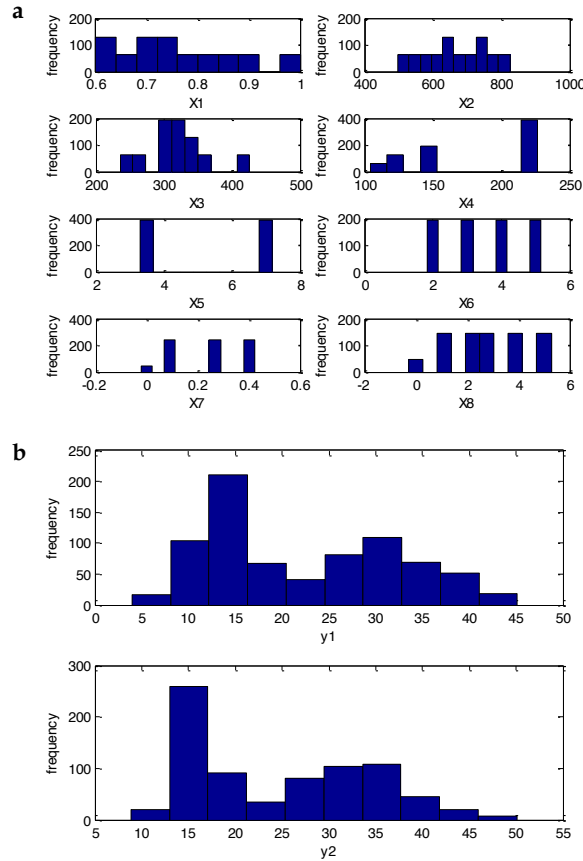 a
frequency
200
100
0
0.6 0.7 0.8 0.9 1
X1
frequency
200
100
0
400 600 800 1000
X2
frequency
200
100
0
200 300 400 500
X3
frequency
400
200
0
100 150 200 250
X4
frequency
400
200
0
2 4 6 8
X5
frequency
200
100
0
0 2 4 6
X6
frequency
400
200
0
-0.2 0 0.2 0.4 0.6
X7
frequency
200
100
0
-2 0 2 4 6
X8
b
frequency
250
200
150
100
50
0
0 5 10 15 20 25 30 35 40 45 50
y1
frequency
300
200
100
0
5 10 15 20 25 30 35 40 45 50 55
y2